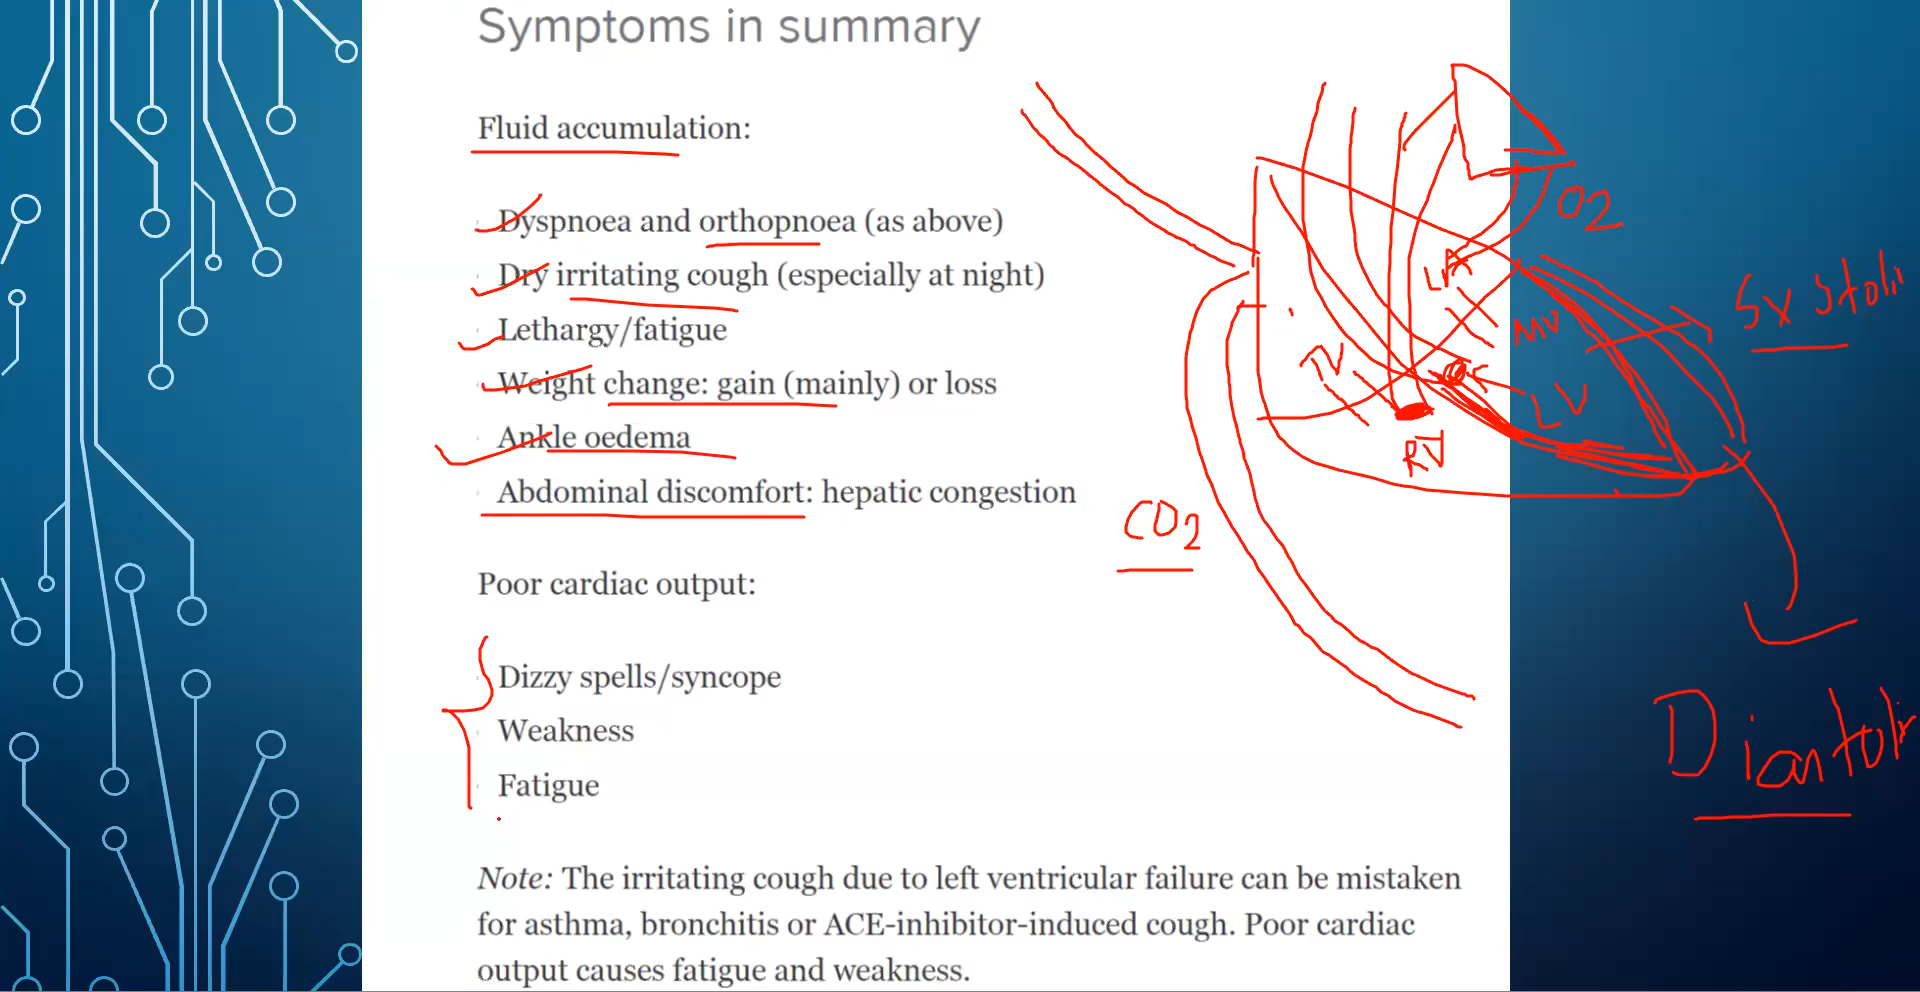 Symptoms in summary
Fluid accumulation:
Dyspnoea and orthopnoea (as above)
Dry irritating cough (especially at night)
Lethargy/fatigue
Weight change: gain (mainly) or loss
Ankle oedema
Abdominal discomfort: hepatic congestion
Poor cardiac output:
Dizzy spells/syncope
Weakness
Fatigue
Note: The irritating cough due to left ventricular failure can be mistaken
for asthma, bronchitis or ACE-inhibitor-induced cough. Poor cardiac
output causes fatigue and weakness.
O2
LA
MV
LV
RV
CO2